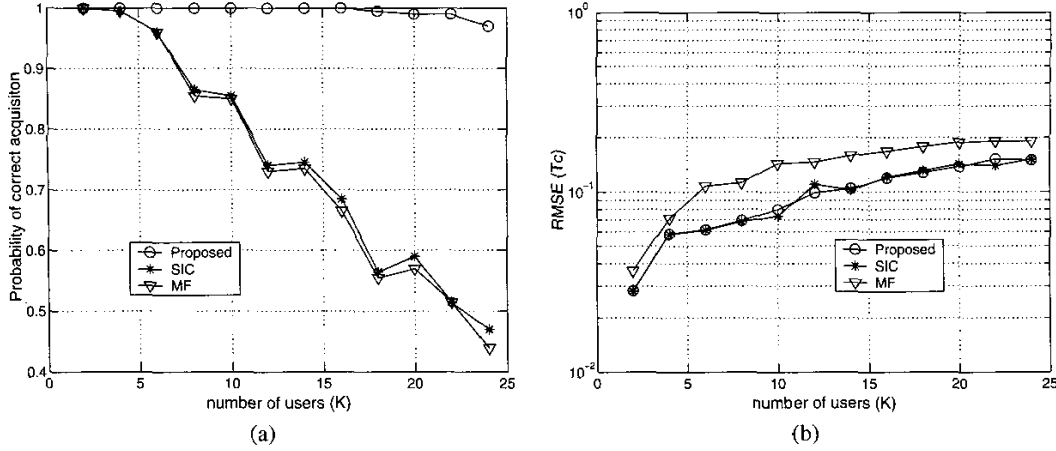 Probability of correct acquisiton
1
0.9
0.8
0.7
0.6
0.5
0.4
Proposed
SIC
MF
0 5 10 15 20 25
number of users (K)
(a)
RMSE (Tc)
10⁰
10⁻¹
10⁻²
Proposed
SIC
MF
0 5 10 15 20 25
number of users (K)
(b)